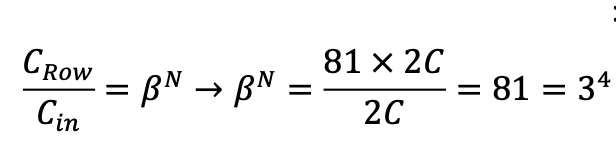 C_Row / C_in = β^N → β^N = 81 × 2C / 2C = 81 = 3^4